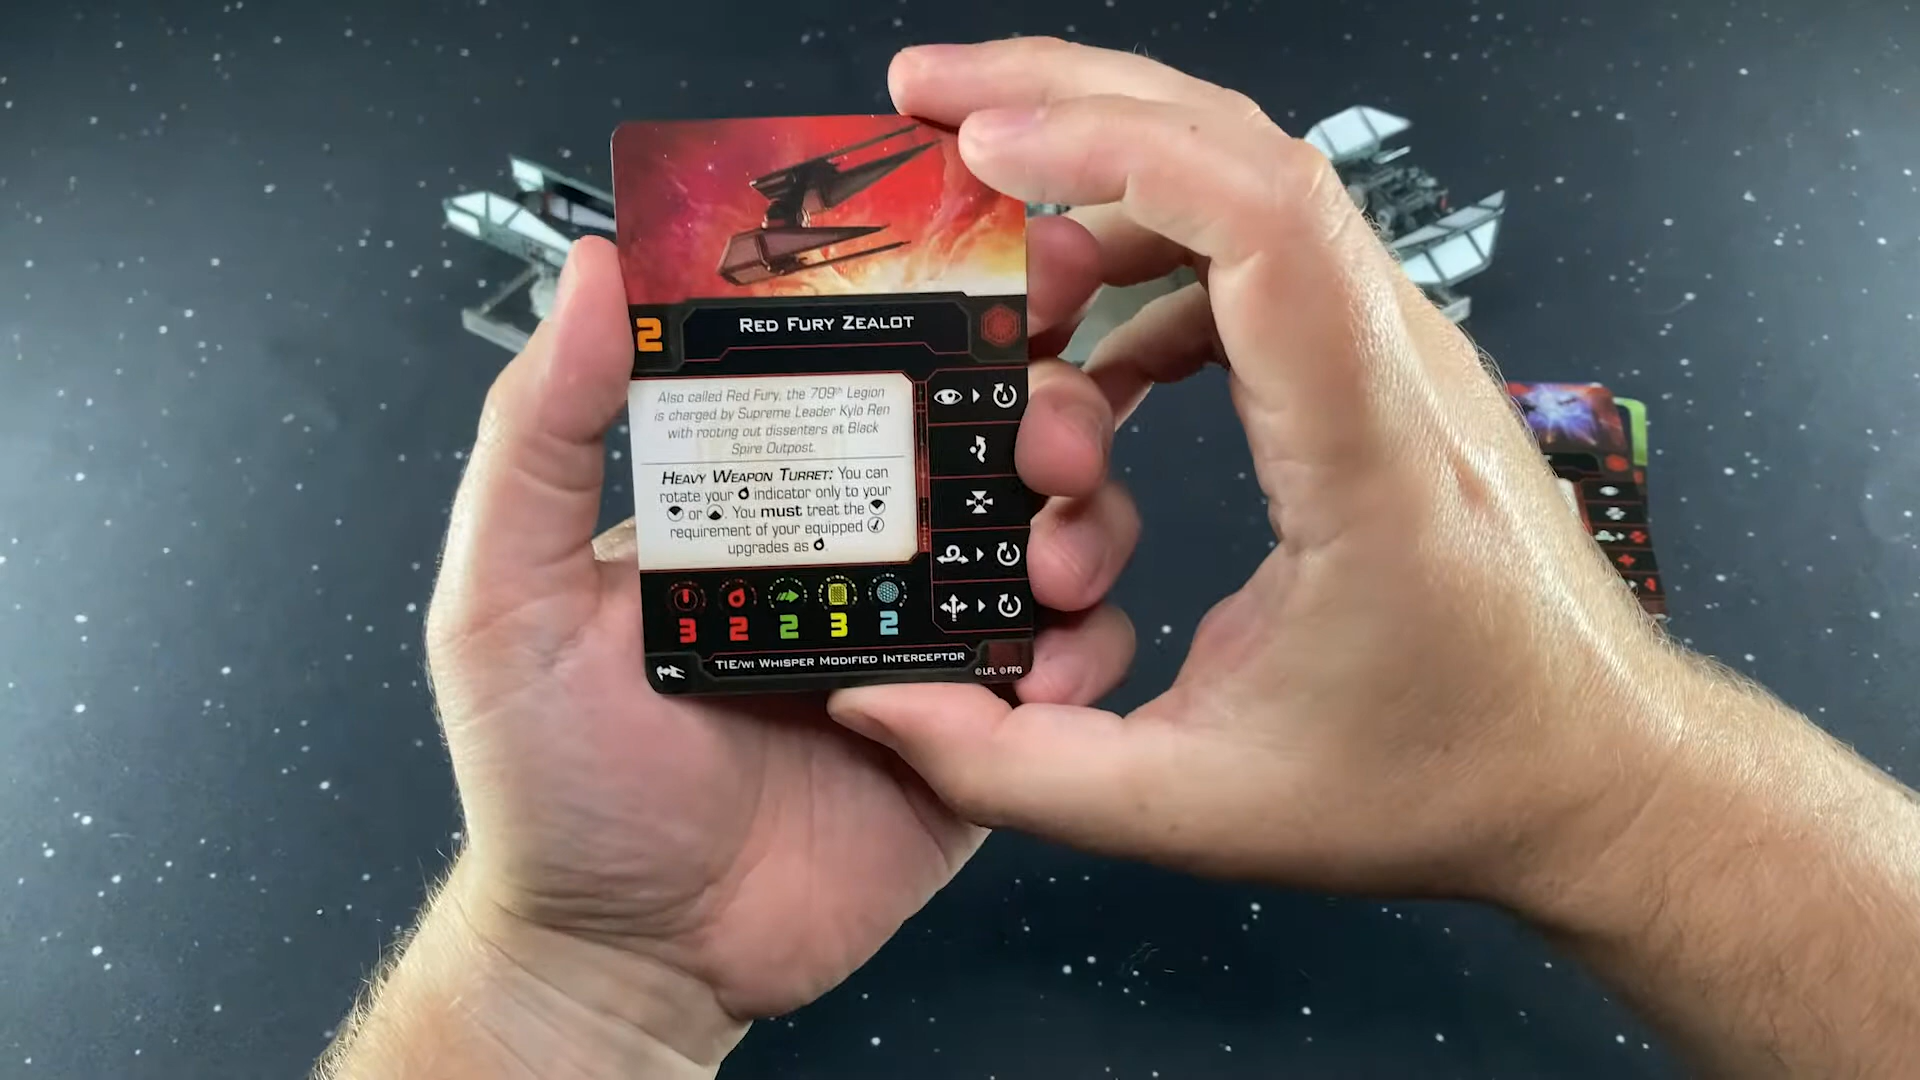 2
RED FURY ZEALOT
Also called Red Fury, the 709th Legion
is charged by Supreme Leader Kylo Ren
with rooting out dissenters at Black
Spire Outpost.
HEAVY WEAPON TURRET: You can
rotate your indicator only to your
or . You must treat the
requirement of your equipped
upgrades as .
3 2 2 3 2
TIE/WI WHISPER MODIFIED INTERCEPTOR
©LFL ©FFG